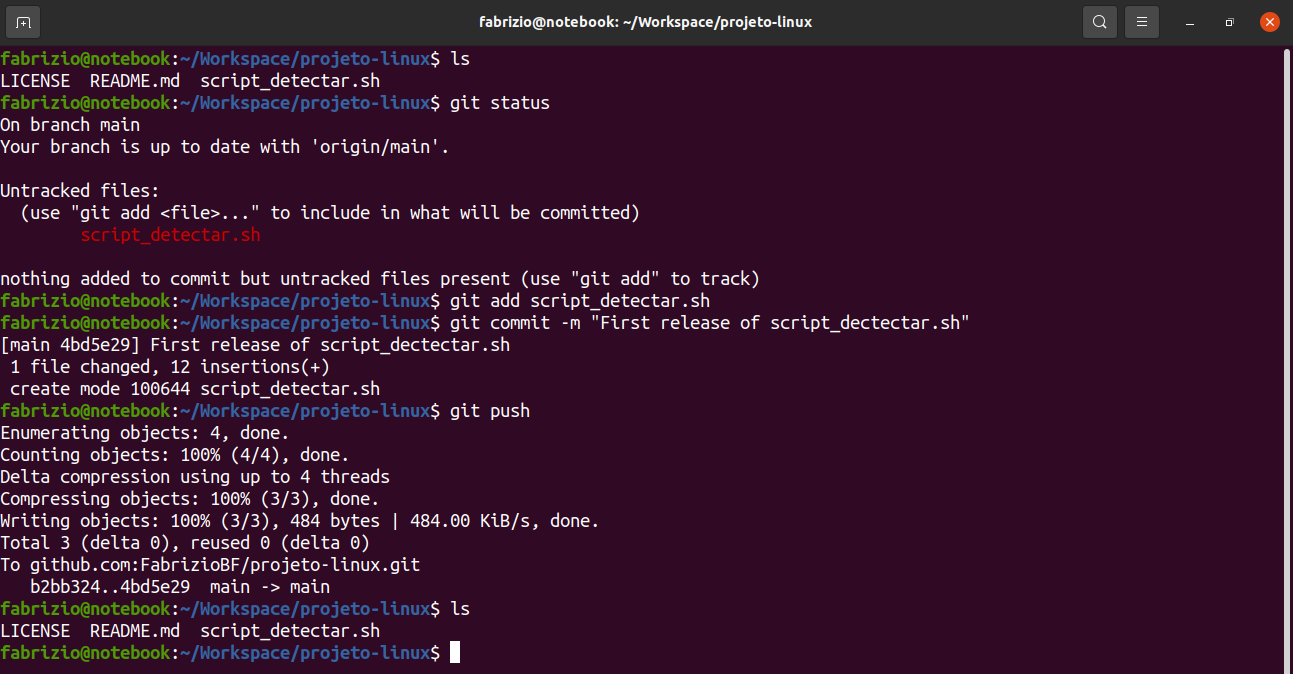 fabrizio@notebook: ~/Workspace/projeto-linux
fabrizio@notebook:~/Workspace/projeto-linux$ ls
LICENSE  README.md  script_detectar.sh
fabrizio@notebook:~/Workspace/projeto-linux$ git status
On branch main
Your branch is up to date with 'origin/main'.

Untracked files:
  (use "git add <file>..." to include in what will be committed)
        script_detectar.sh

nothing added to commit but untracked files present (use "git add" to track)
fabrizio@notebook:~/Workspace/projeto-linux$ git add script_detectar.sh
fabrizio@notebook:~/Workspace/projeto-linux$ git commit -m "First release of script_dectectar.sh"
[main 4bd5e29] First release of script_dectectar.sh
 1 file changed, 12 insertions(+)
 create mode 100644 script_detectar.sh
fabrizio@notebook:~/Workspace/projeto-linux$ git push
Enumerating objects: 4, done.
Counting objects: 100% (4/4), done.
Delta compression using up to 4 threads
Compressing objects: 100% (3/3), done.
Writing objects: 100% (3/3), 484 bytes | 484.00 KiB/s, done.
Total 3 (delta 0), reused 0 (delta 0)
To github.com:FabrizioBF/projeto-linux.git
   b2bb324..4bd5e29  main -> main
fabrizio@notebook:~/Workspace/projeto-linux$ ls
LICENSE  README.md  script_detectar.sh
fabrizio@notebook:~/Workspace/projeto-linux$